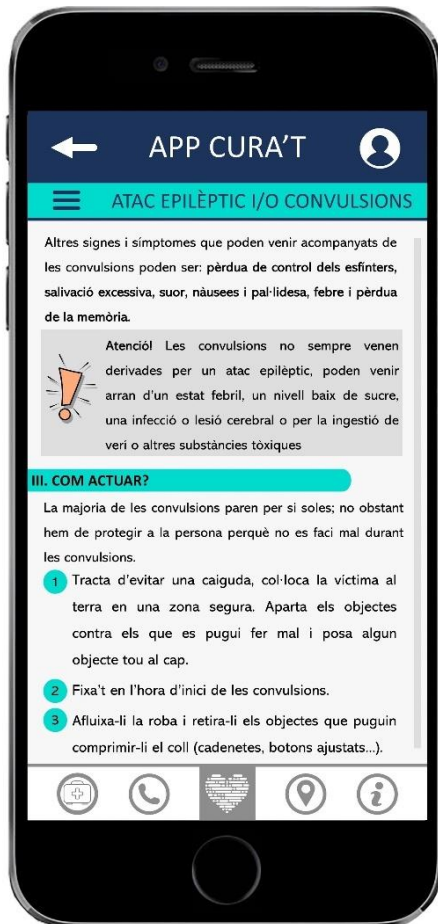 APP CURA'T
ATAC EPILÈPTIC I/O CONVULSIONS
Altres signes i símptomes que poden venir acompanyats de
les convulsions poden ser: pèrdua de control dels esfínters,
salivació excessiva, suor, nàusees i pal·lidesa, febre i pèrdua
de la memòria.
Atenció! Les convulsions no sempre venen
derivades per un atac epilèptic, poden venir
arran d'un estat febril, un nivell baix de sucre,
una infecció o lesió cerebral o per la ingestió de
verí o altres substàncies tòxiques
III. COM ACTUAR?
La majoria de les convulsions paren per si soles; no obstant
hem de protegir a la persona perquè no es faci mal durant
les convulsions.
1 Tracta d'evitar una caiguda, col·loca la víctima al
terra en una zona segura. Aparta els objectes
contra els que es pugui fer mal i posa algun
objecte tou al cap.
2 Fixa't en l'hora d'inici de les convulsions.
3 Afluixa-li la roba i retira-li els objectes que puguin
comprimir-li el coll (cadenetes, botons ajustats...).